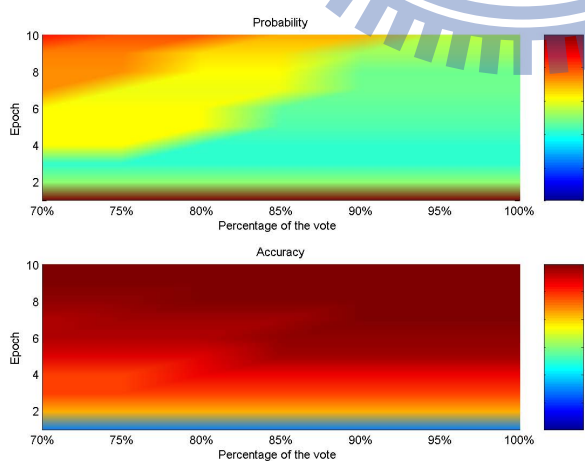 Probability
10
8
6
4
2
Epoch
70% 75% 80% 85% 90% 95% 100%
Percentage of the vote
Accuracy
10
8
6
4
2
Epoch
70% 75% 80% 85% 90% 95% 100%
Percentage of the vote